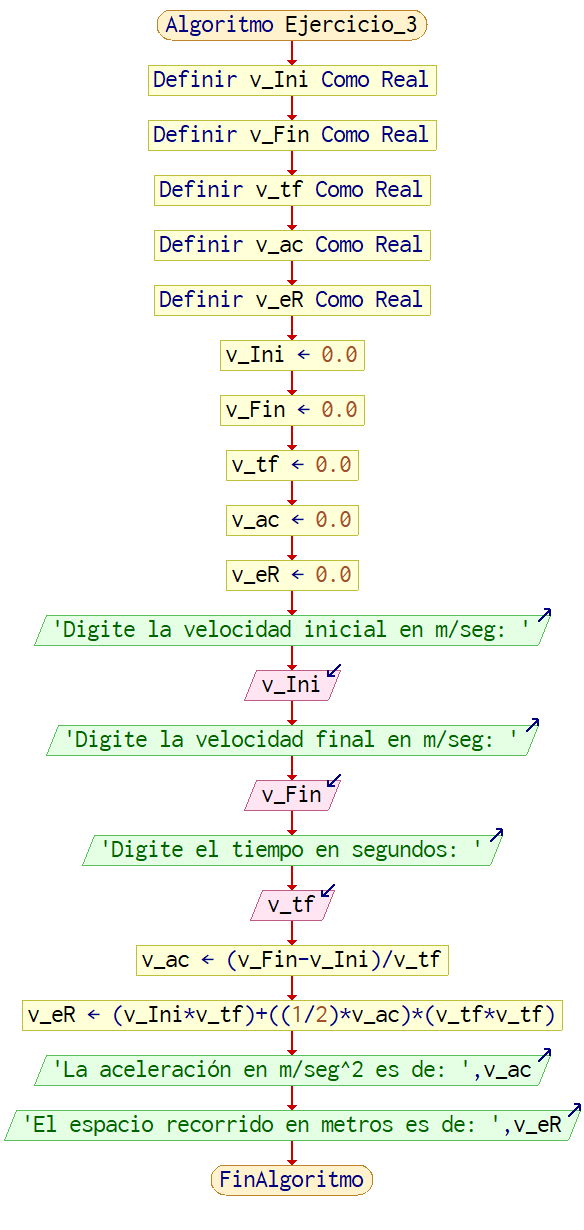 Algoritmo Ejercicio_3
Definir v_Ini Como Real
Definir v_Fin Como Real
Definir v_tf Como Real
Definir v_ac Como Real
Definir v_eR Como Real
v_Ini ← 0.0
v_Fin ← 0.0
v_tf ← 0.0
v_ac ← 0.0
v_eR ← 0.0
'Digite la velocidad inicial en m/seg: '
v_Ini
'Digite la velocidad final en m/seg: '
v_Fin
'Digite el tiempo en segundos: '
v_tf
v_ac ← (v_Fin-v_Ini)/v_tf
v_eR ← (v_Ini*v_tf)+((1/2)*v_ac)*(v_tf*v_tf)
'La aceleración en m/seg^2 es de: ',v_ac
'El espacio recorrido en metros es de: ',v_eR
FinAlgoritmo